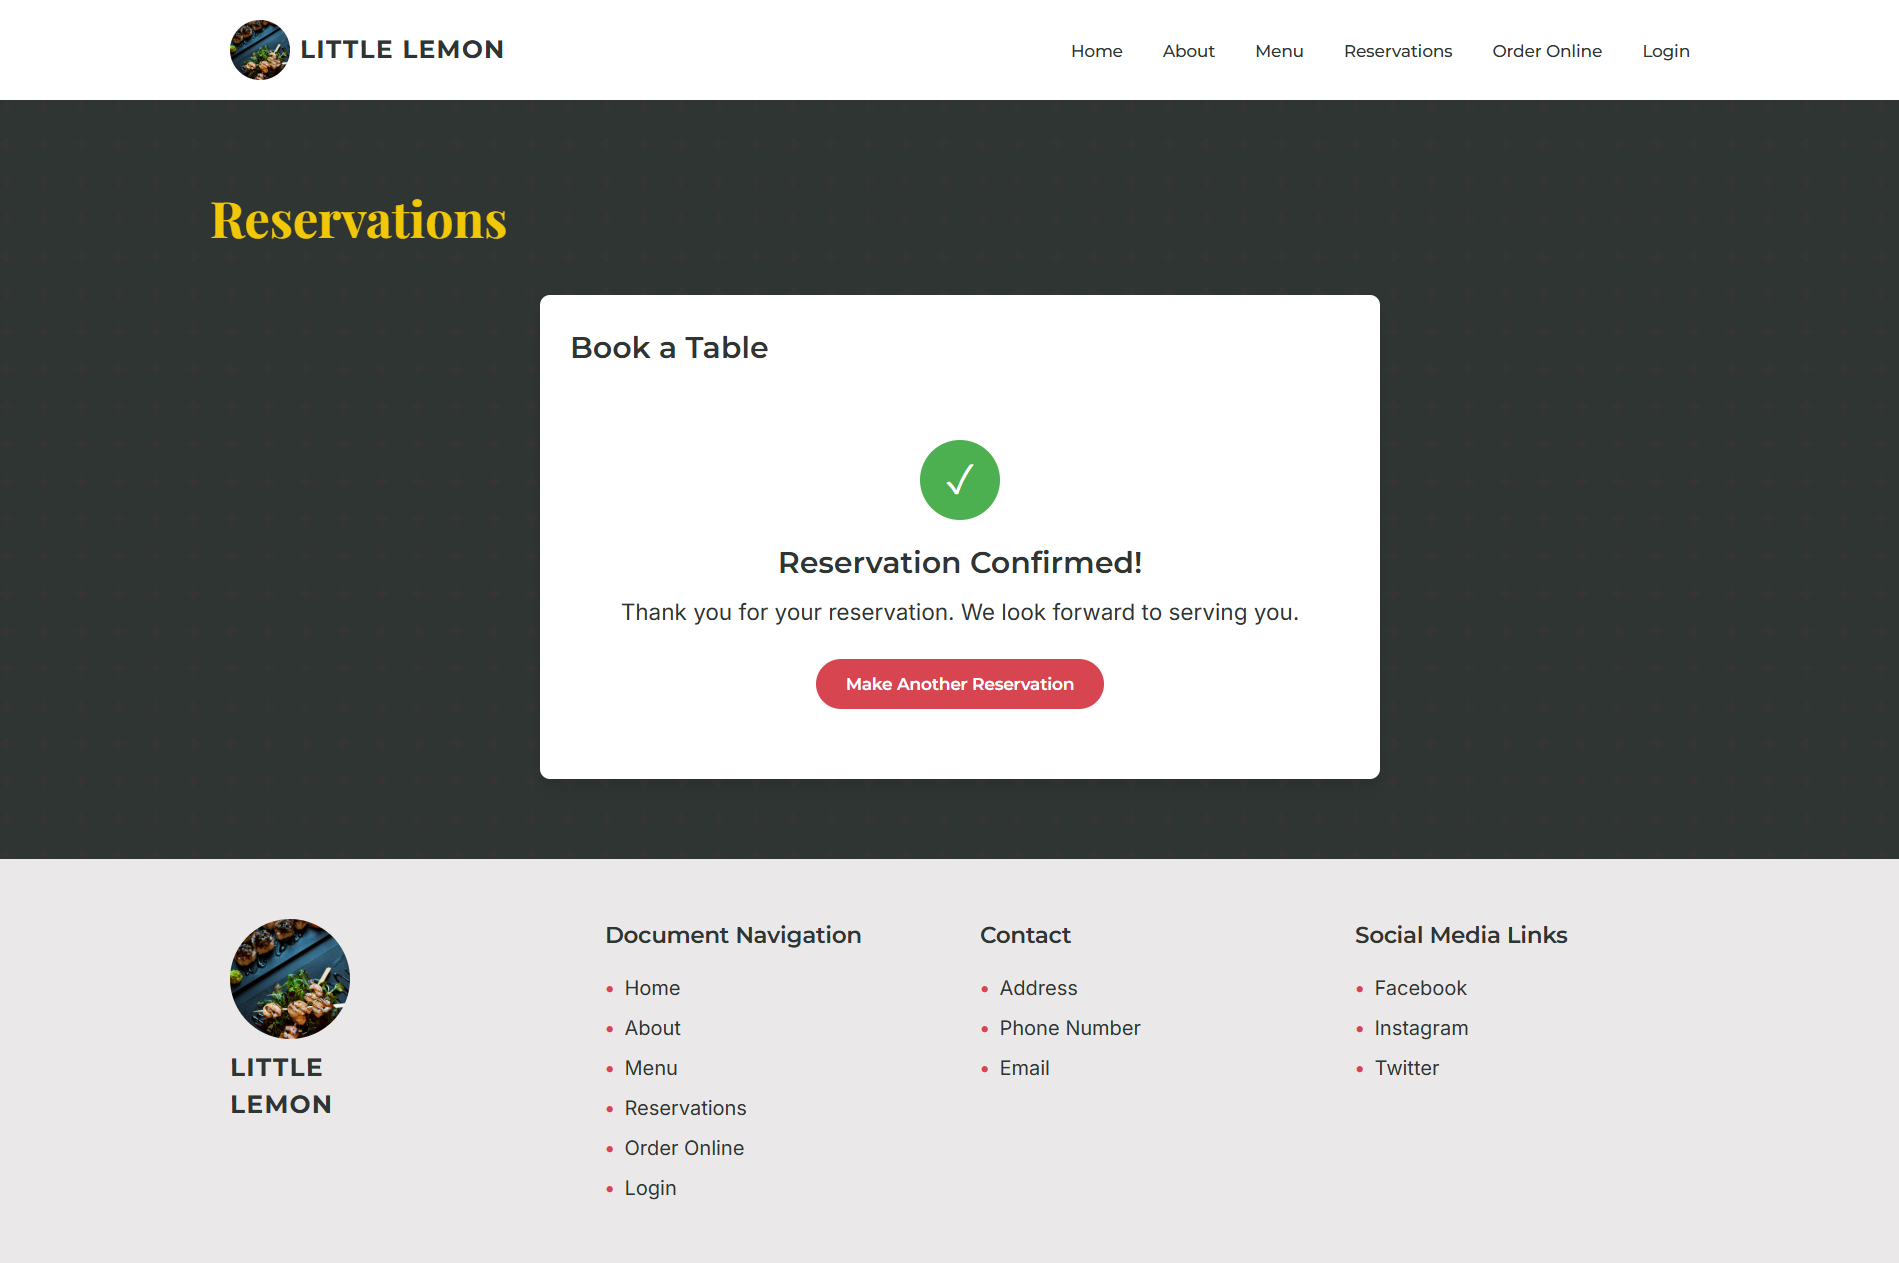 LITTLE LEMON
Home About Menu Reservations Order Online Login
Reservations
Book a Table
✓
Reservation Confirmed!
Thank you for your reservation. We look forward to serving you.
Make Another Reservation
LITTLE
LEMON
Document Navigation
• Home
• About
• Menu
• Reservations
• Order Online
• Login
Contact
• Address
• Phone Number
• Email
Social Media Links
• Facebook
• Instagram
• Twitter